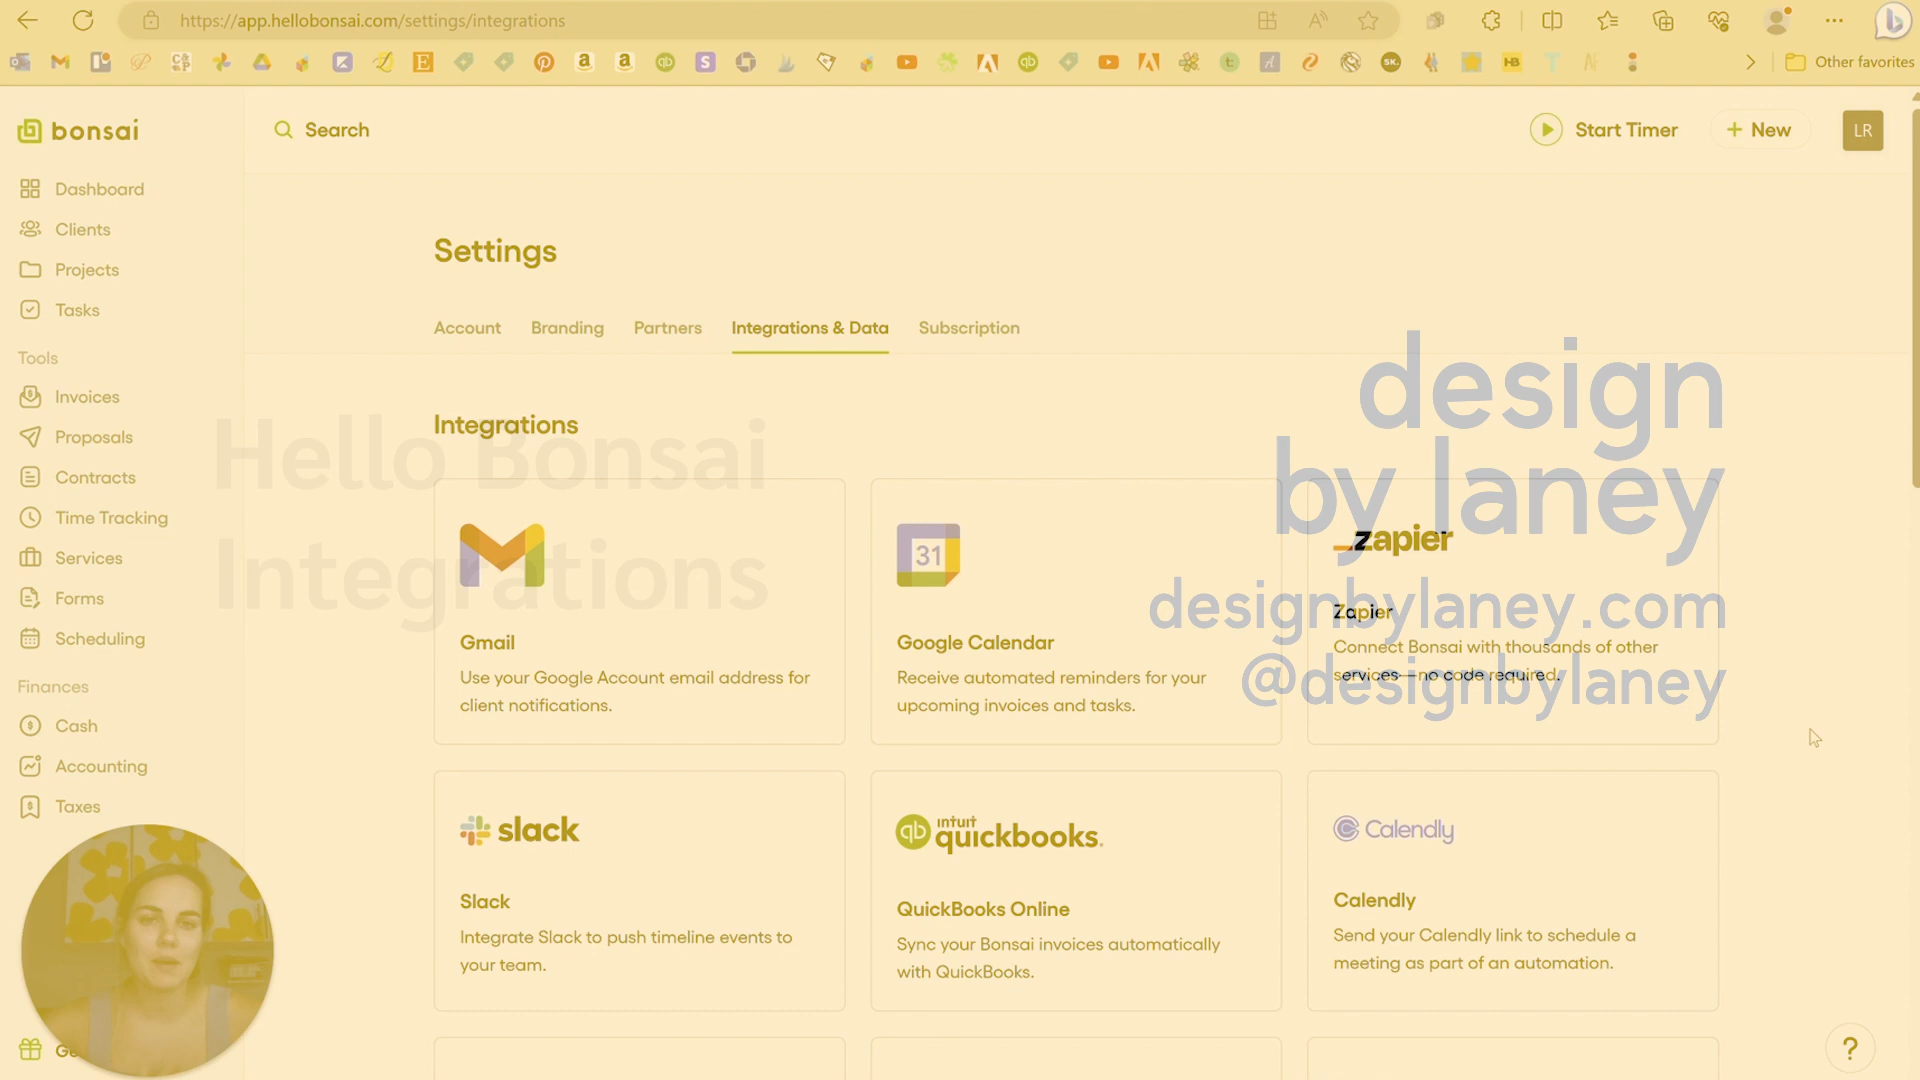 https://app.hellobonsai.com/settings/integrations
Other favorites
bonsai
Search
Start Timer
+ New
LR
Dashboard
Clients
Projects
Tasks
Tools
Invoices
Proposals
Contracts
Time Tracking
Services
Forms
Scheduling
Finances
Cash
Accounting
Taxes
Settings
Account
Branding
Partners
Integrations & Data
Subscription
Integrations
Hello Bonsai
Integrations
design
by laney
designbylaney.com
@designbylaney
31
Gmail
Use your Google Account email address for
client notifications.
Google Calendar
Receive automated reminders for your
upcoming invoices and tasks.
zapier
Zapier
Connect Bonsai with thousands of other
services—no code required.
slack
Slack
Integrate Slack to push timeline events to
your team.
qb
intuit
quickbooks.
QuickBooks Online
Sync your Bonsai invoices automatically
with QuickBooks.
Calendly
Calendly
Send your Calendly link to schedule a
meeting as part of an automation.
?